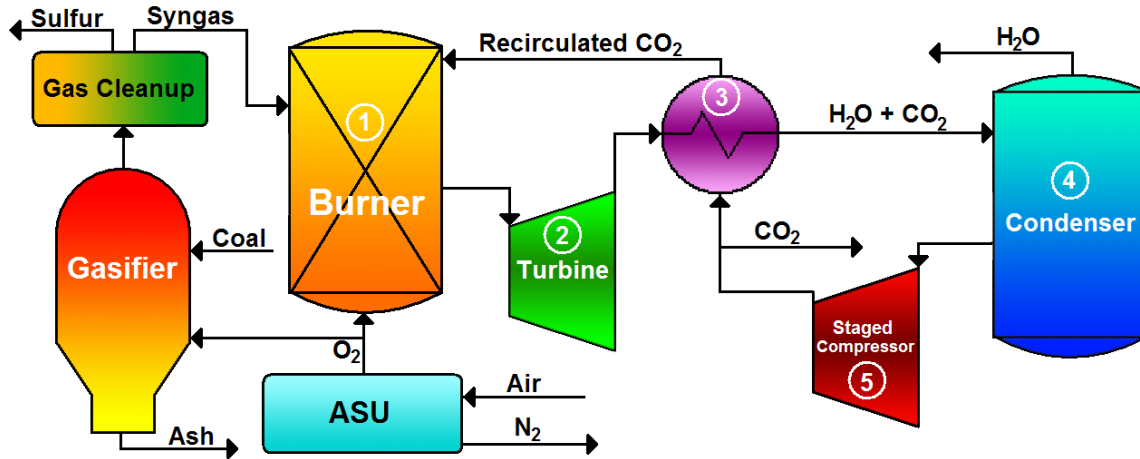 Sulfur
Syngas
Gas Cleanup
Recirculated CO₂
H₂O
1
Burner
3
H₂O + CO₂
4
Condenser
Coal
Gasifier
2
Turbine
CO₂
Staged
Compressor
5
O₂
ASU
Air
N₂
Ash